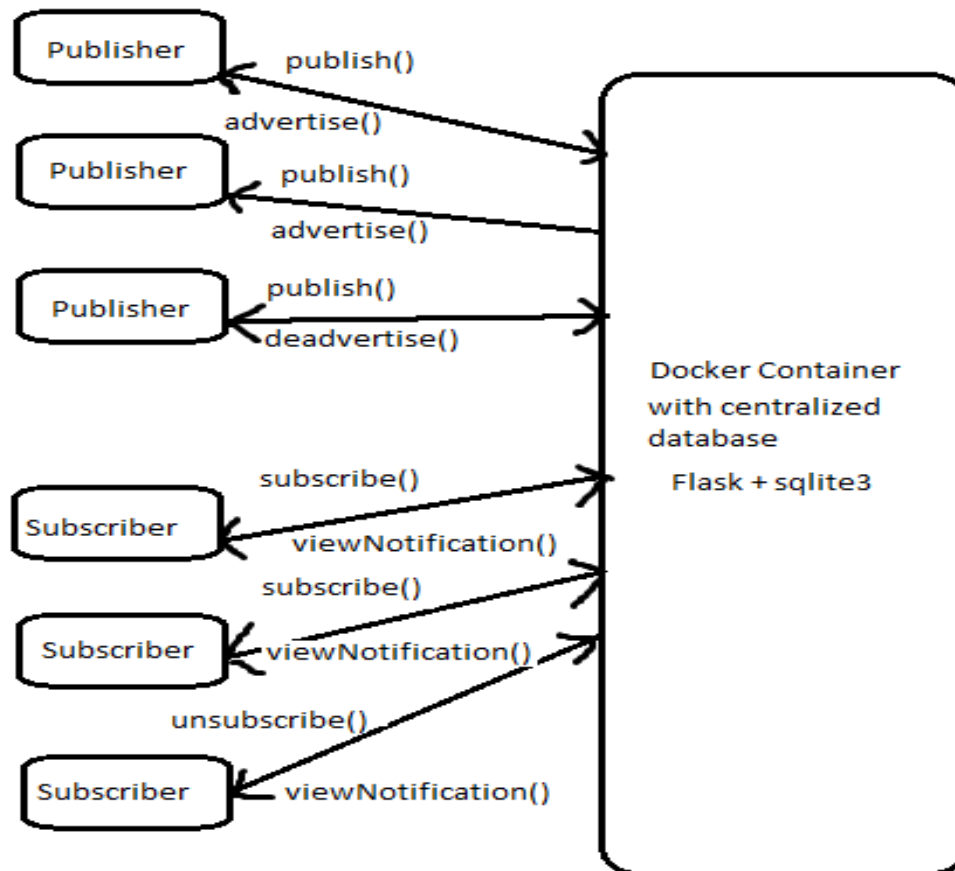 Publisher
publish()
advertise()
Publisher
publish()
advertise()
Publisher
publish()
deadvertise()
Docker Container
with centralized
database
Flask + sqlite3
subscribe()
Subscriber
viewNotification()
subscribe()
Subscriber
viewNotification()
unsubscribe()
Subscriber
viewNotification()